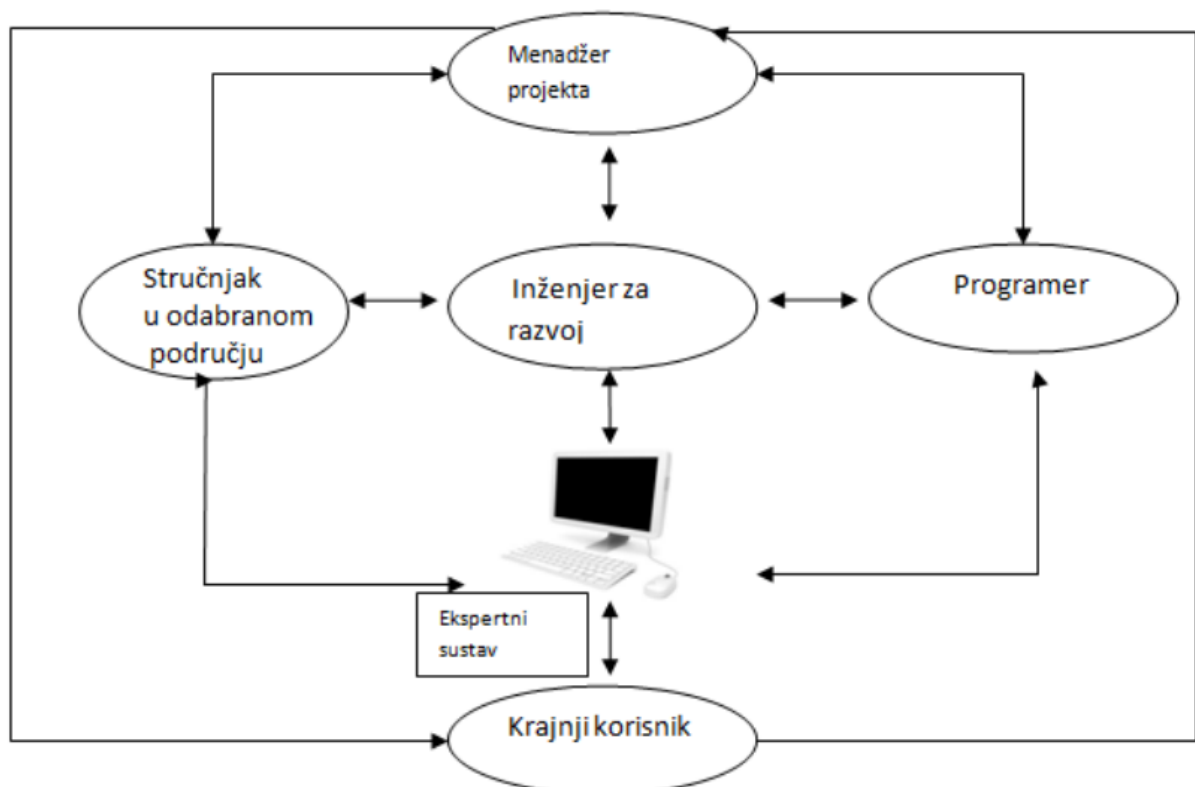 Menadžer
projekta
Stručnjak
u odabranom
području
Inženjer za
razvoj
Programer
Ekspertni
sustav
Krajnji korisnik